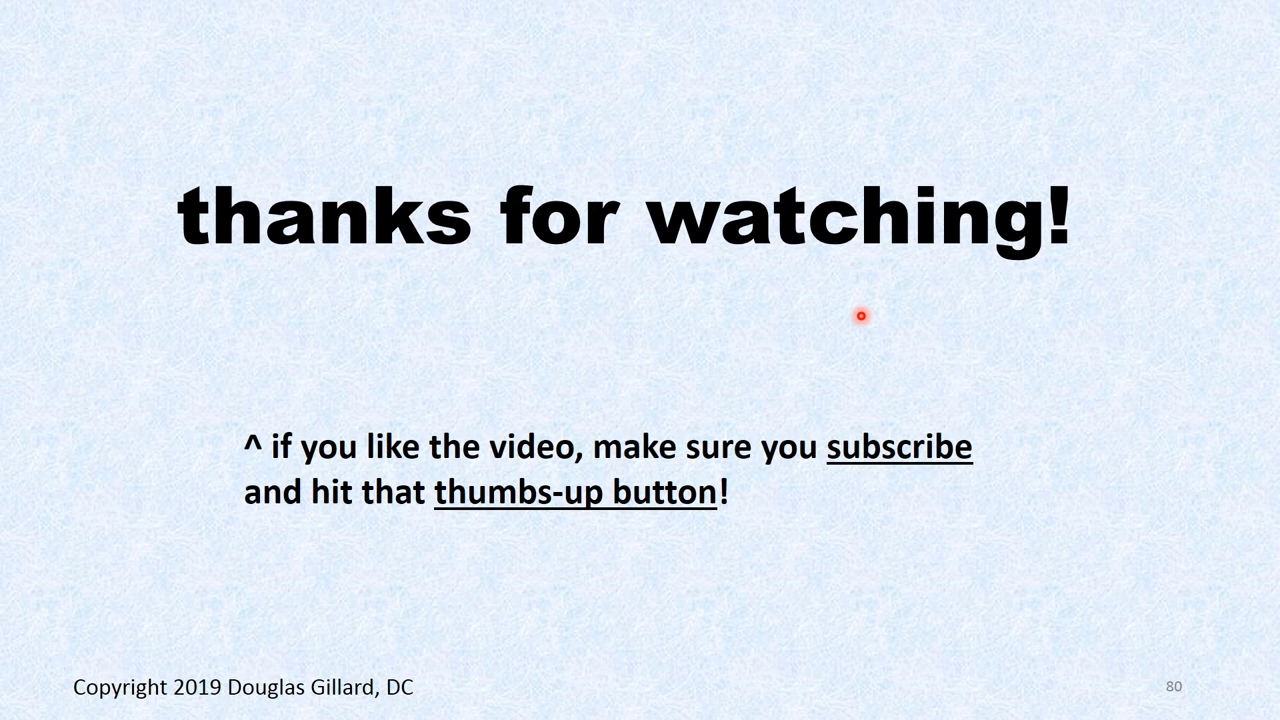 thanks for watching!
^ if you like the video, make sure you subscribe
and hit that thumbs-up button!
Copyright 2019 Douglas Gillard, DC
80